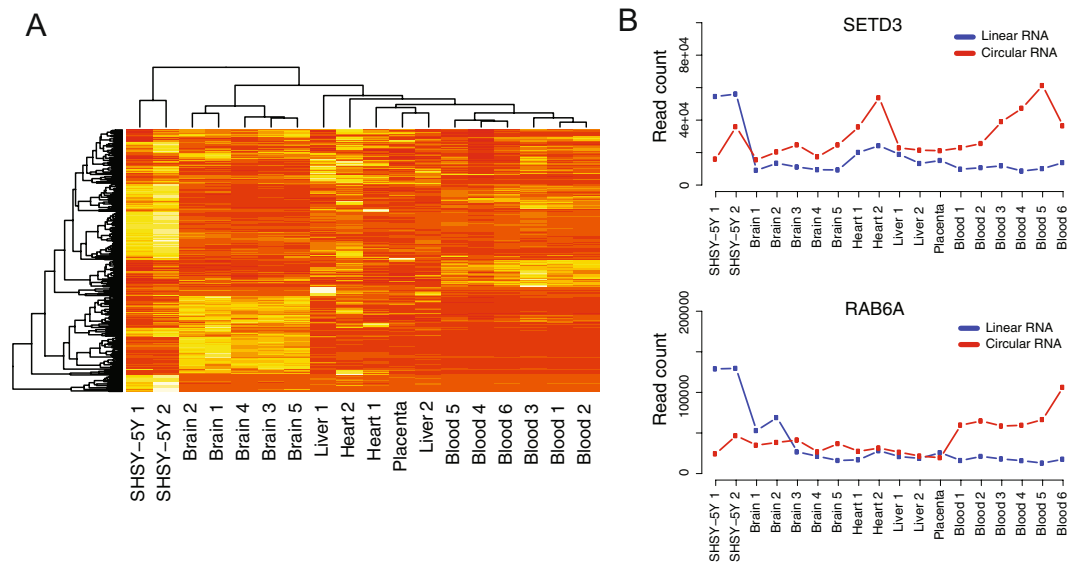 A
SHSY-5Y 1
SHSY-5Y 2
Brain 2
Brain 1
Brain 4
Brain 3
Brain 5
Liver 1
Heart 2
Heart 1
Placenta
Liver 2
Blood 5
Blood 4
Blood 6
Blood 3
Blood 1
Blood 2
B
SETD3
Linear RNA
Circular RNA
Read count
8e+04
4e+04
0
SHSY-5Y 1
SHSY-5Y 2
Brain 1
Brain 2
Brain 3
Brain 4
Brain 5
Heart 1
Heart 2
Liver 1
Liver 2
Placenta
Blood 1
Blood 2
Blood 3
Blood 4
Blood 5
Blood 6
RAB6A
Linear RNA
Circular RNA
Read count
200000
100000
0
SHSY-5Y 1
SHSY-5Y 2
Brain 1
Brain 2
Brain 3
Brain 4
Brain 5
Heart 1
Heart 2
Liver 1
Liver 2
Placenta
Blood 1
Blood 2
Blood 3
Blood 4
Blood 5
Blood 6